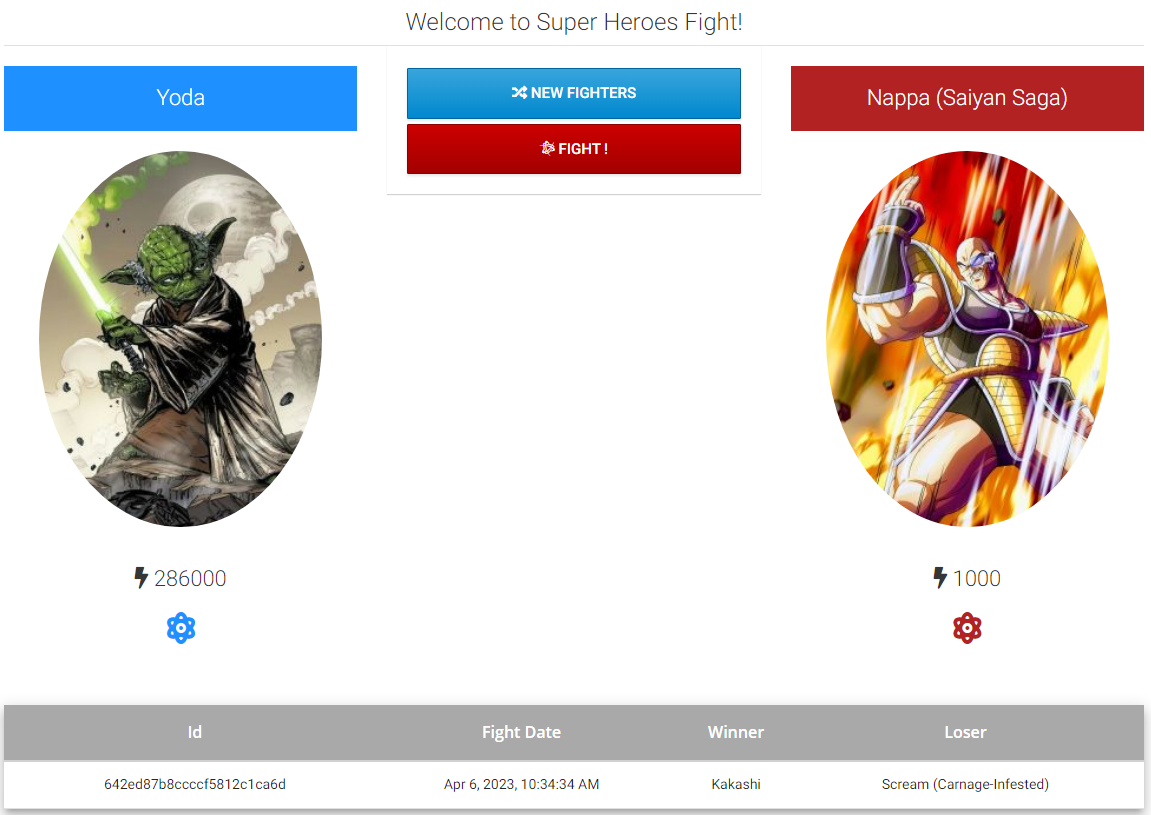 Welcome to Super Heroes Fight!
Yoda
NEW FIGHTERS
FIGHT !
Nappa (Saiyan Saga)
286000
1000
Id Fight Date Winner Loser
642ed87b8ccccf5812c1ca6d Apr 6, 2023, 10:34:34 AM Kakashi Scream (Carnage-Infested)